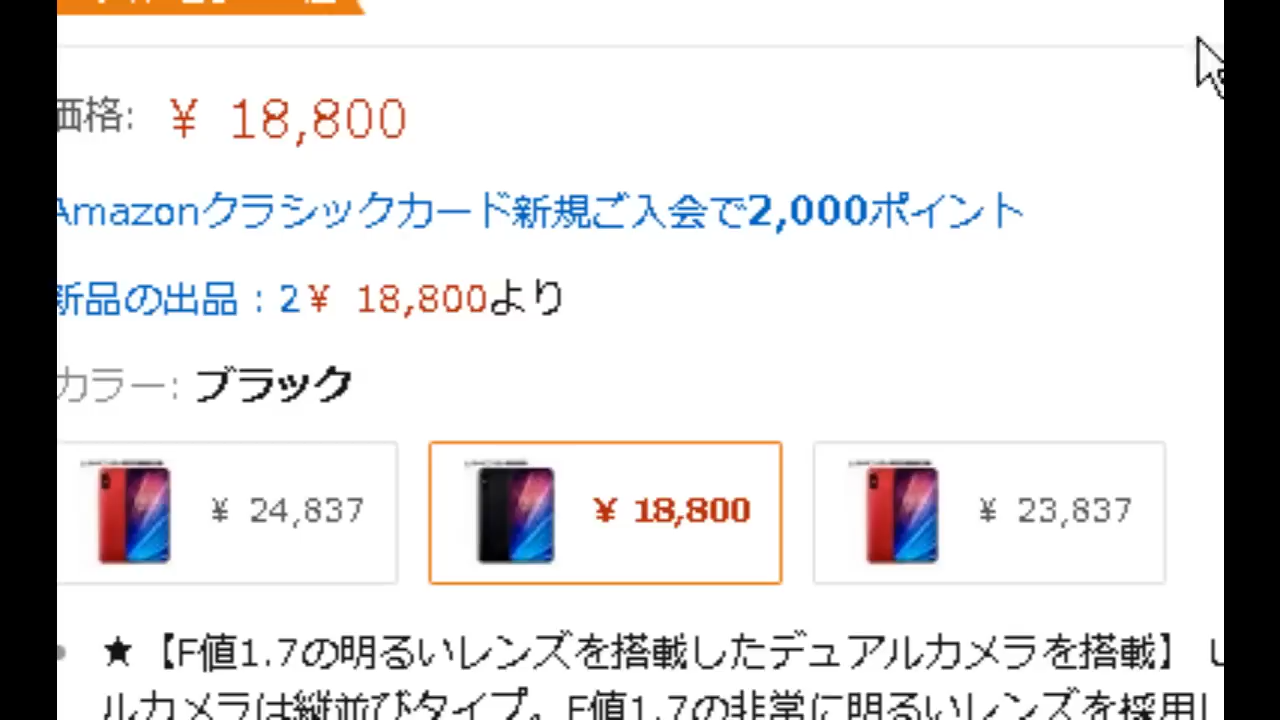 価格: ￥ 18,800
Amazonクラシックカード新規ご入会で2,000ポイント
新品の出品：2￥ 18,800より
カラー: ブラック
￥ 24,837
￥ 18,800
￥ 23,837
★【F値1.7の明るいレンズを搭載したデュアルカメラを搭載】
ルカメラは縦並びタイプ。F値1.7の非常に明るいレンズを採用し